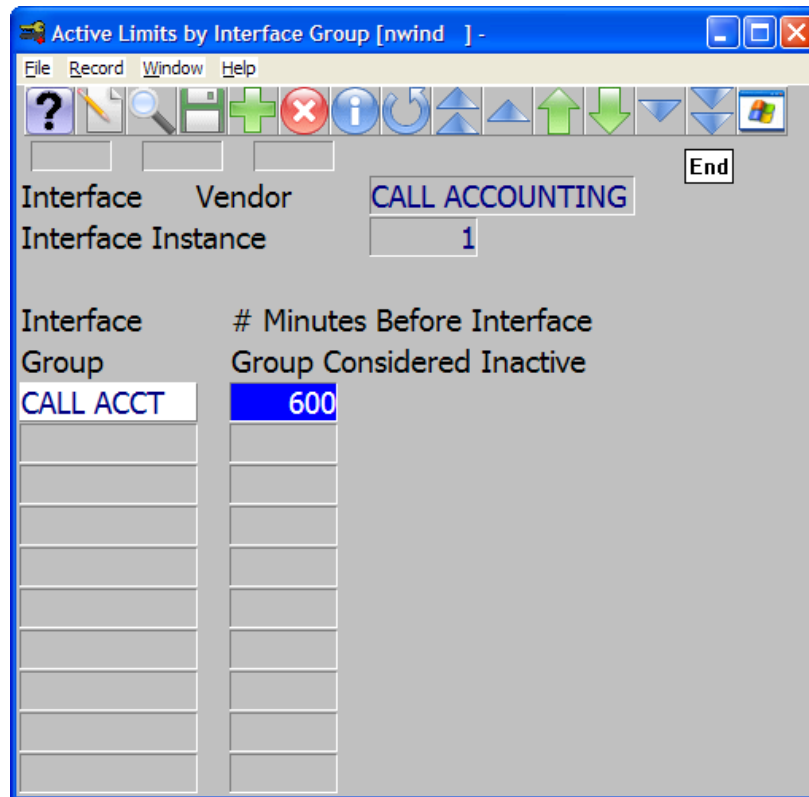 Active Limits by Interface Group [nwind   ] -
File Record Window Help
?
End
Interface Vendor CALL ACCOUNTING
Interface Instance 1
Interface # Minutes Before Interface
Group Group Considered Inactive
CALL ACCT 600